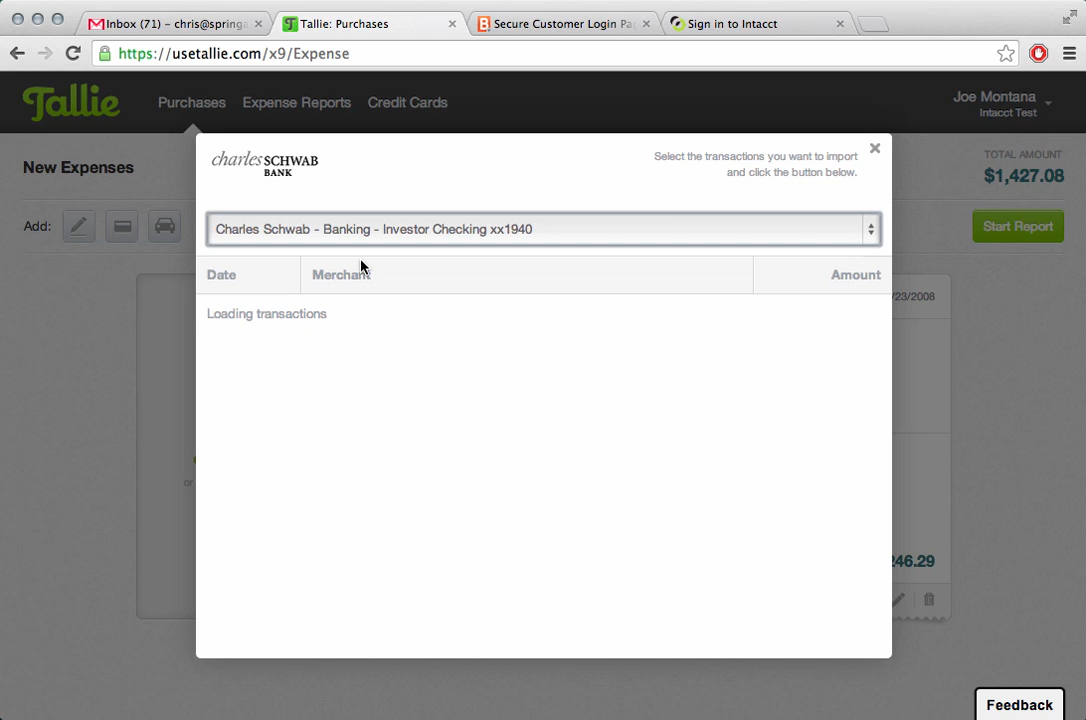 Inbox (71) – chris@springa
Tallie: Purchases
Secure Customer Login Pa
Sign in to Intacct
https://usetallie.com/x9/Expense
Tallie
Purchases
Expense Reports
Credit Cards
Joe Montana
Intacct Test
New Expenses
TOTAL AMOUNT
$1,427.08
charles SCHWAB
BANK
Select the transactions you want to import
and click the button below.
Add:
Charles Schwab - Banking - Investor Checking xx1940
Start Report
Date
Merchant
Amount
/23/2008
Loading transactions
or
246.29
Feedback